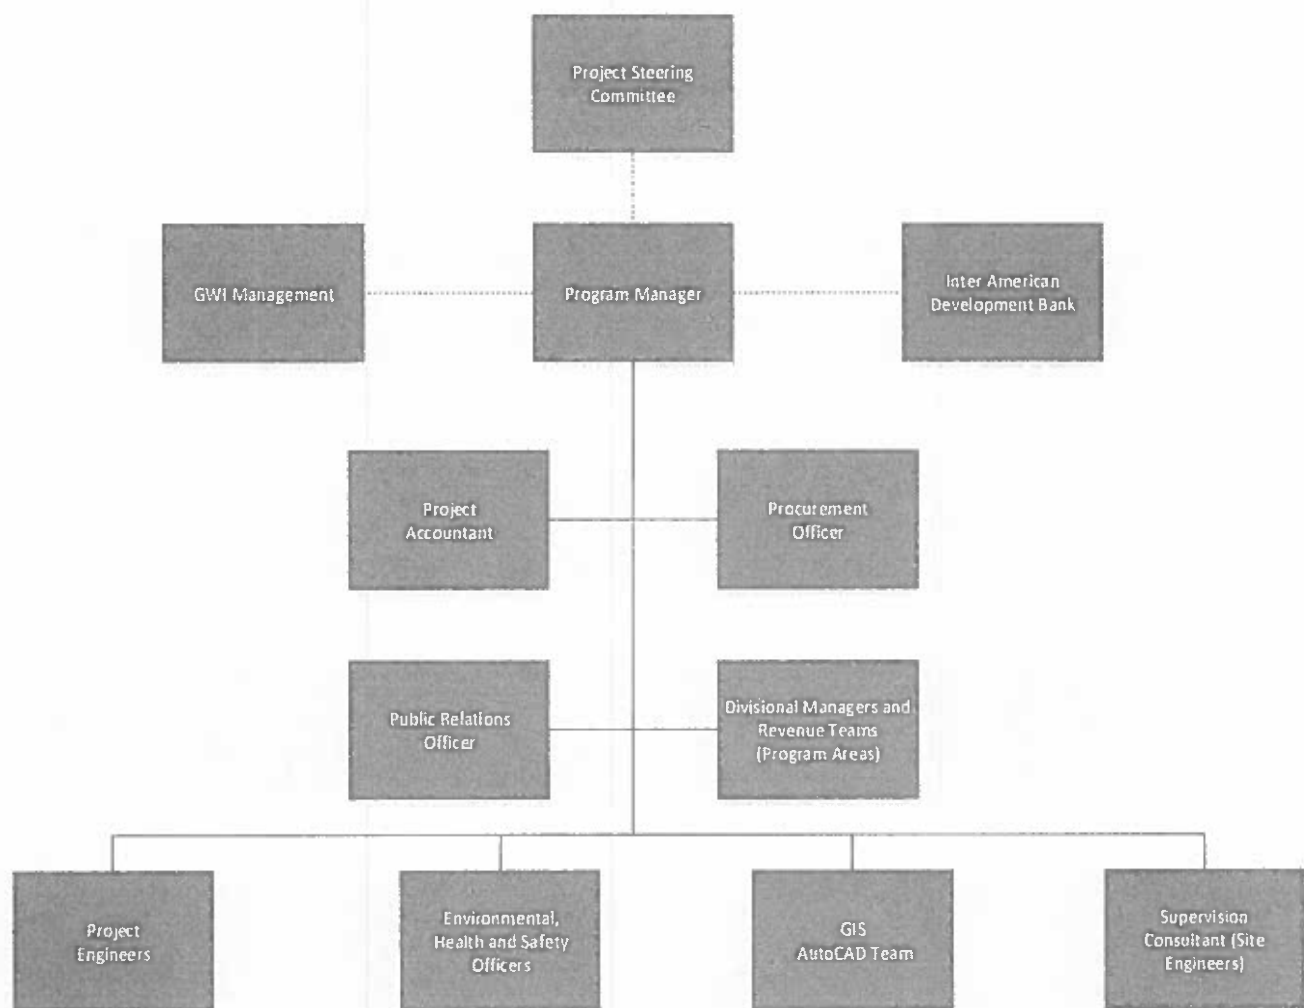 Project Steering
Committee
GWI Management
Program Manager
Inter American
Development Bank
Project
Accountant
Procurement
Officer
Public Relations
Officer
Divisional Managers and
Revenue Teams
(Program Areas)
Project
Engineers
Environmental,
Health and Safety
Officers
GIS
AutoCAD Team
Supervision
Consultant (Site
Engineers)